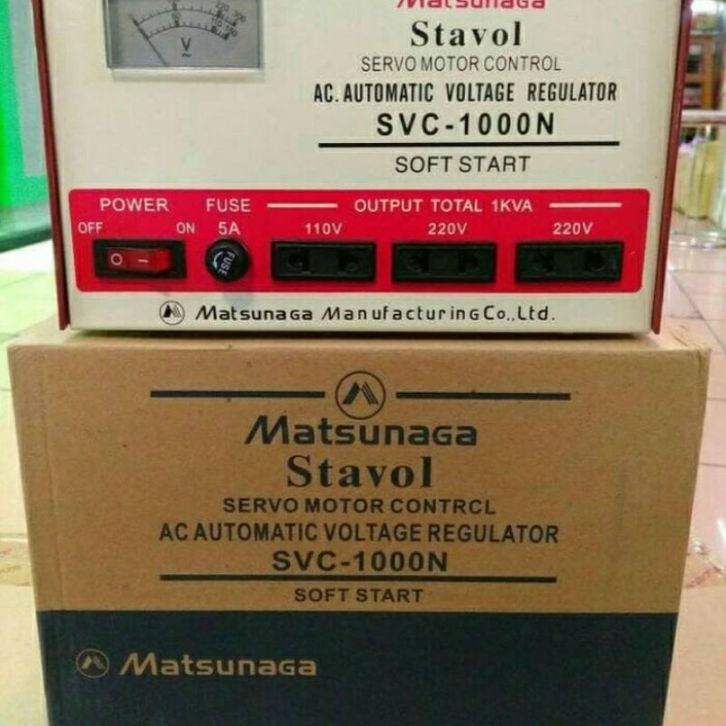 Matsunaga
Stavol
SERVO MOTOR CONTROL
AC. AUTOMATIC VOLTAGE REGULATOR
SVC-1000N
SOFT START
V
POWER FUSE OUTPUT TOTAL 1KVA
OFF ON 5A 110V 220V 220V
FUSE
Matsunaga Manufacturing Co.,Ltd.
Matsunaga
Stavol
SERVO MOTOR CONTRCL
AC AUTOMATIC VOLTAGE REGULATOR
SVC-1000N
SOFT START
Matsunaga